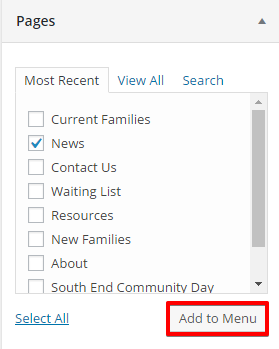 Pages
Most Recent View All Search
Current Families
News
Contact Us
Waiting List
Resources
New Families
About
South End Community Day
Select All Add to Menu